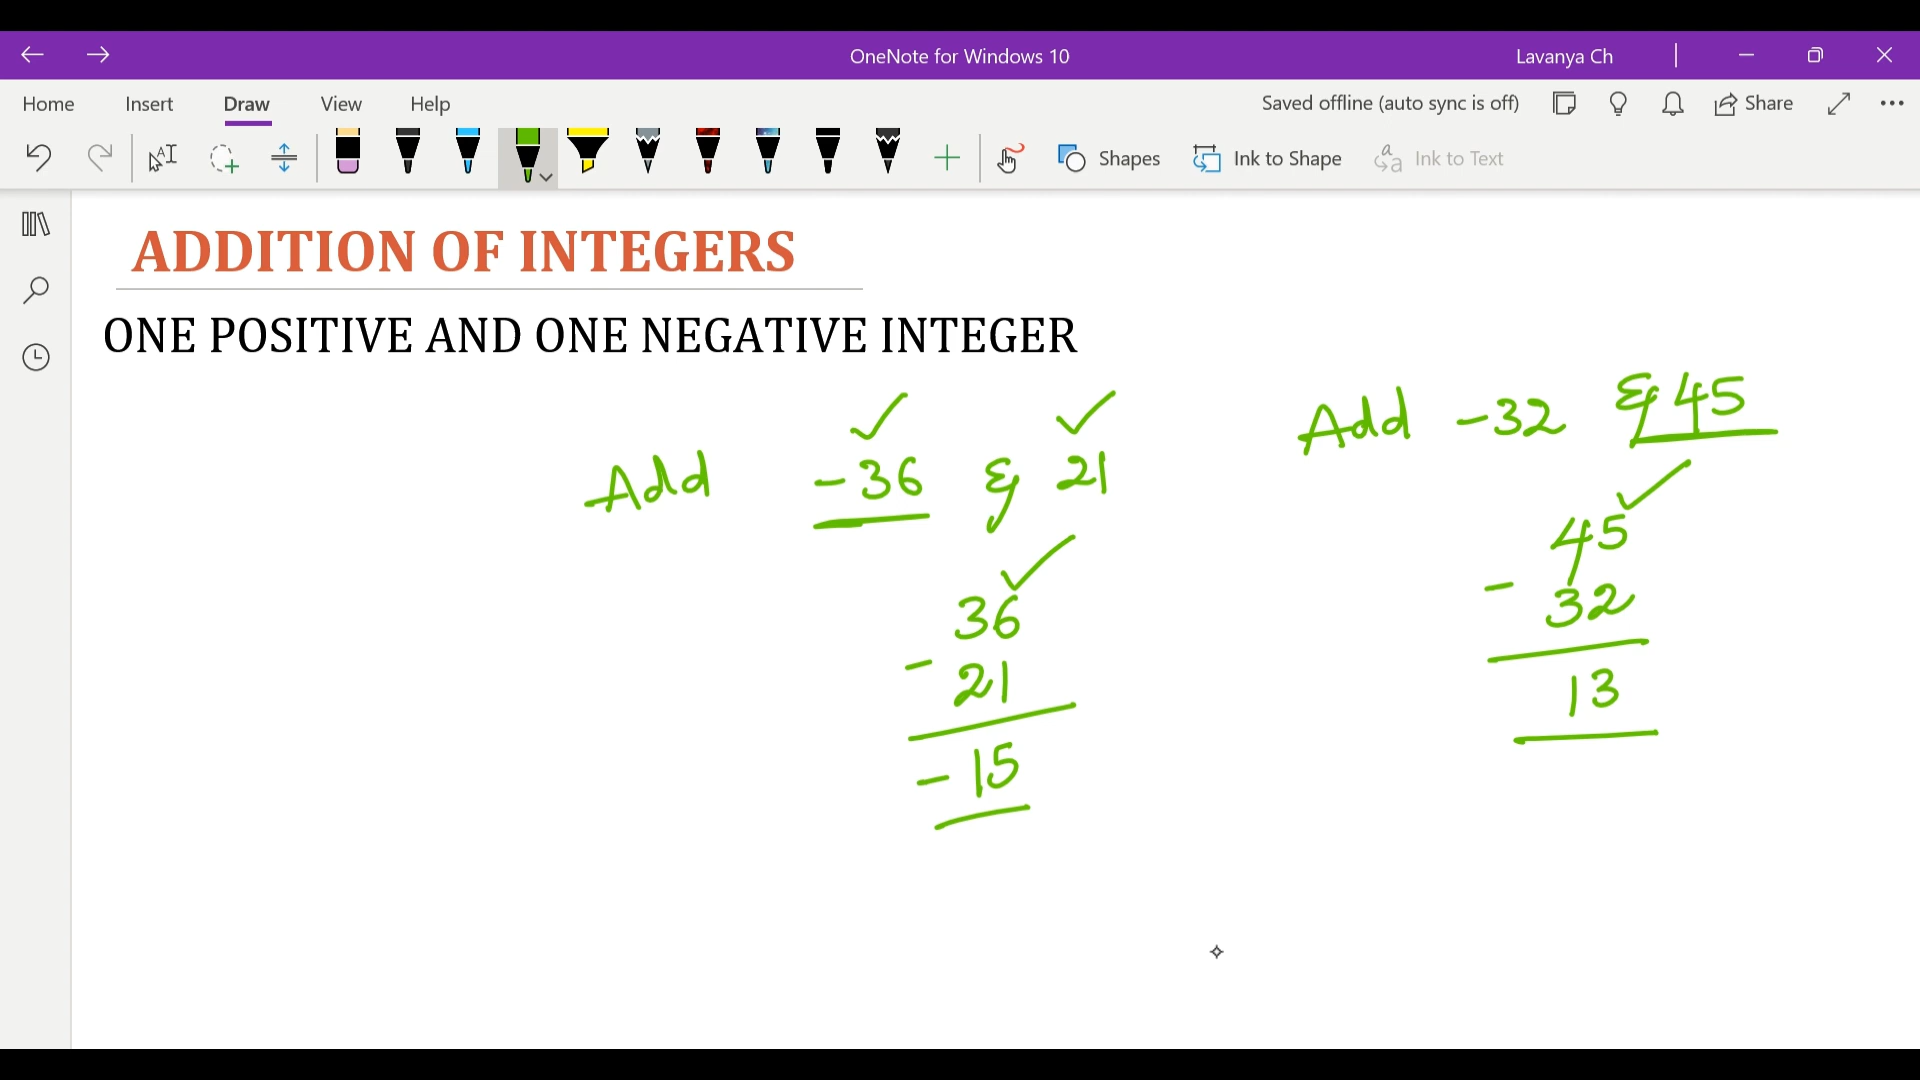 OneNote for Windows 10
Lavanya Ch
Home Insert Draw View Help
Saved offline (auto sync is off)
Share
Shapes
Ink to Shape
Ink to Text
ADDITION OF INTEGERS
ONE POSITIVE AND ONE NEGATIVE INTEGER
Add -36 & 21
36
- 21
- 15
Add -32 & 45
45
- 32
13